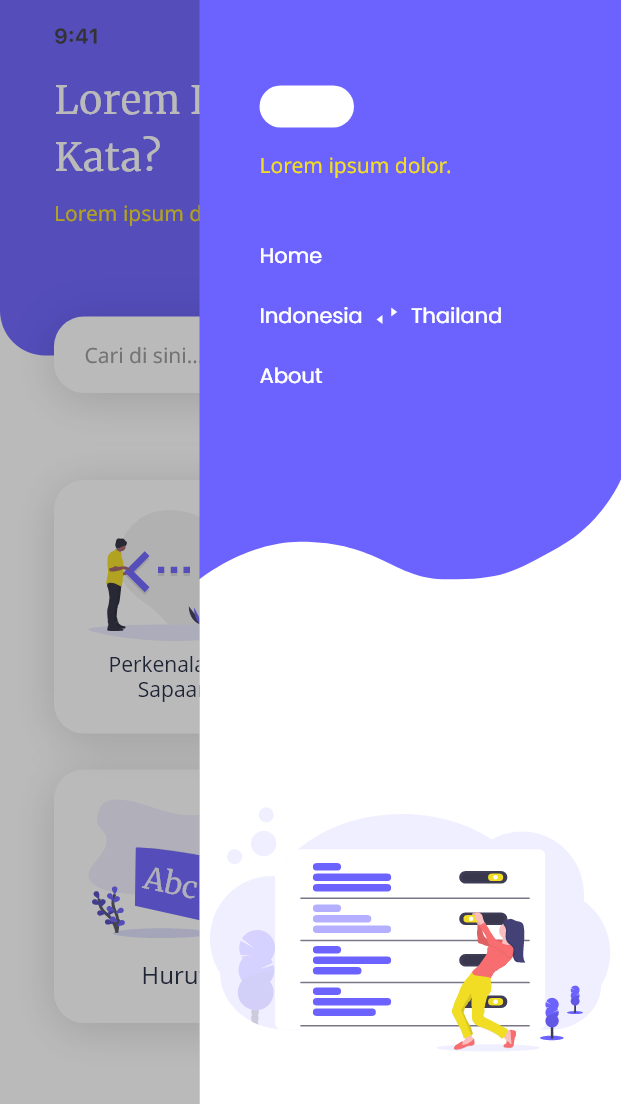 9:41
Lorem I
Kata?
Lorem ipsum d
Cari di sini...
Perkenala
Sapaan
Abc
Huru
Lorem ipsum dolor.
Home
Indonesia Thailand
About